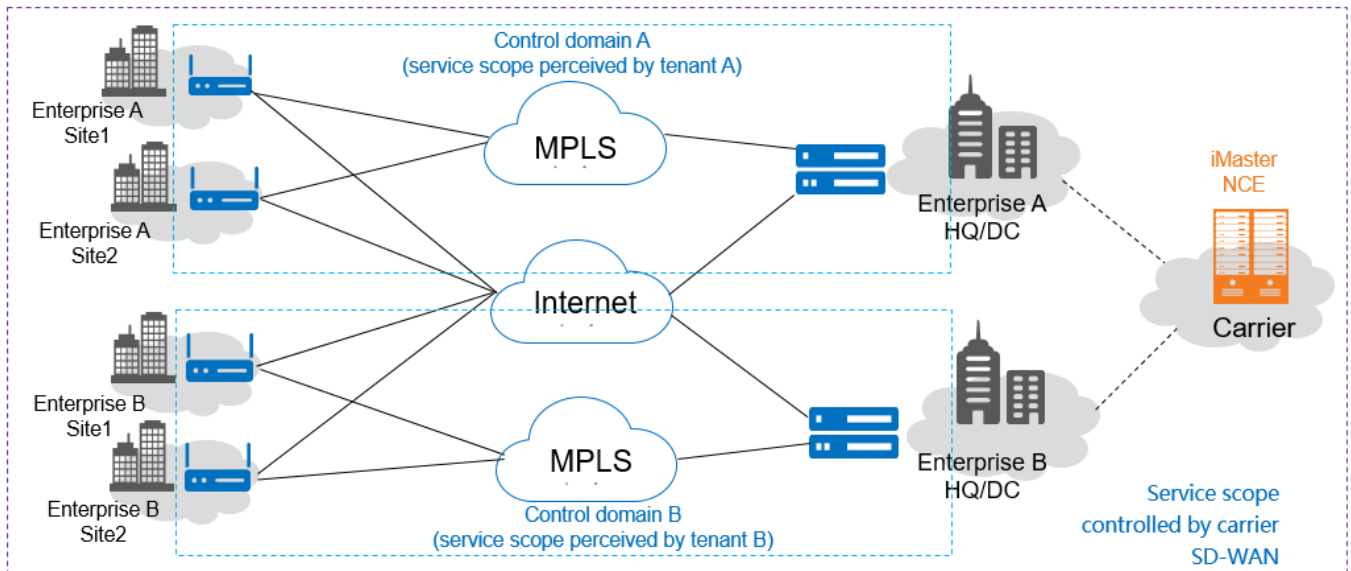 Control domain A
(service scope perceived by tenant A)
Enterprise A
Site1
MPLS
iMaster
NCE
Enterprise A
Site2
Enterprise A
HQ/DC
Internet
Carrier
Enterprise B
Site1
MPLS
Enterprise B
HQ/DC
Enterprise B
Site2
Control domain B
(service scope perceived by tenant B)
Service scope
controlled by carrier
SD-WAN